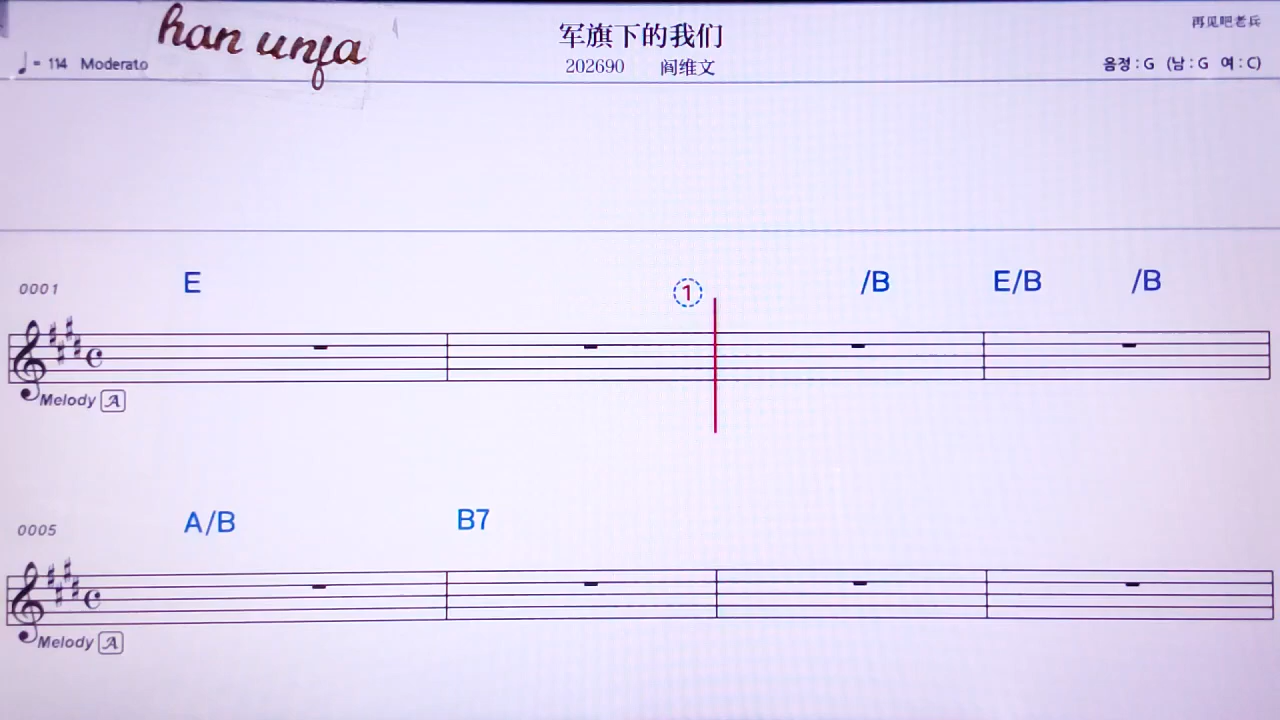 han unfa
军旗下的我们
再见吧老兵
♩= 114 Moderato
202690 阎维文
음정 : G (남 : G 여 : C)
0001 E ① /B E/B /B
Melody A
0005 A/B B7
Melody A